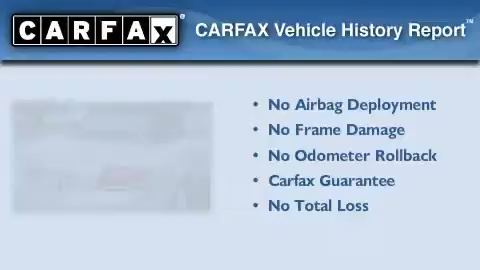 CARFAX® CARFAX Vehicle History Report™
• No Airbag Deployment
• No Frame Damage
• No Odometer Rollback
• Carfax Guarantee
• No Total Loss